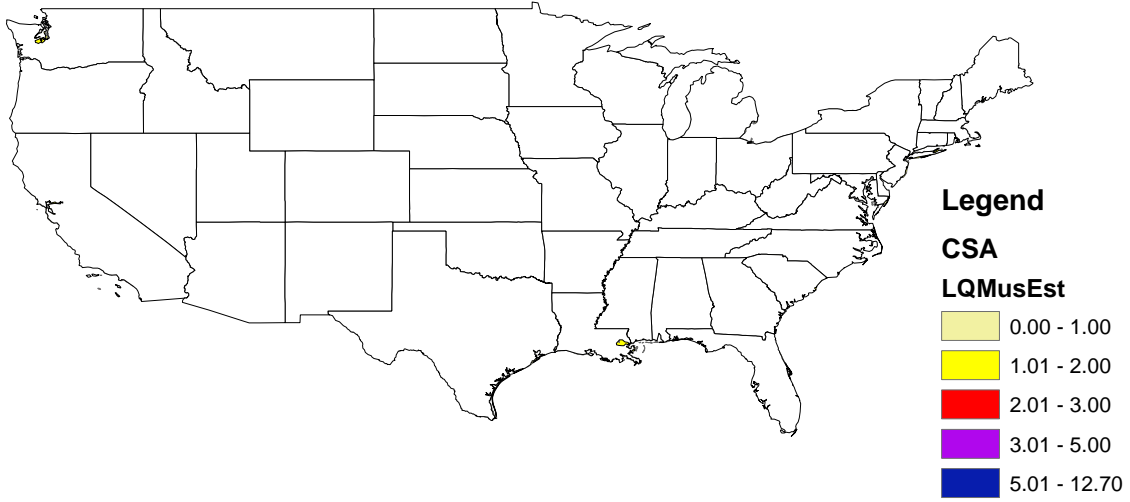 Legend
CSA
LQMusEst
0.00 - 1.00
1.01 - 2.00
2.01 - 3.00
3.01 - 5.00
5.01 - 12.70